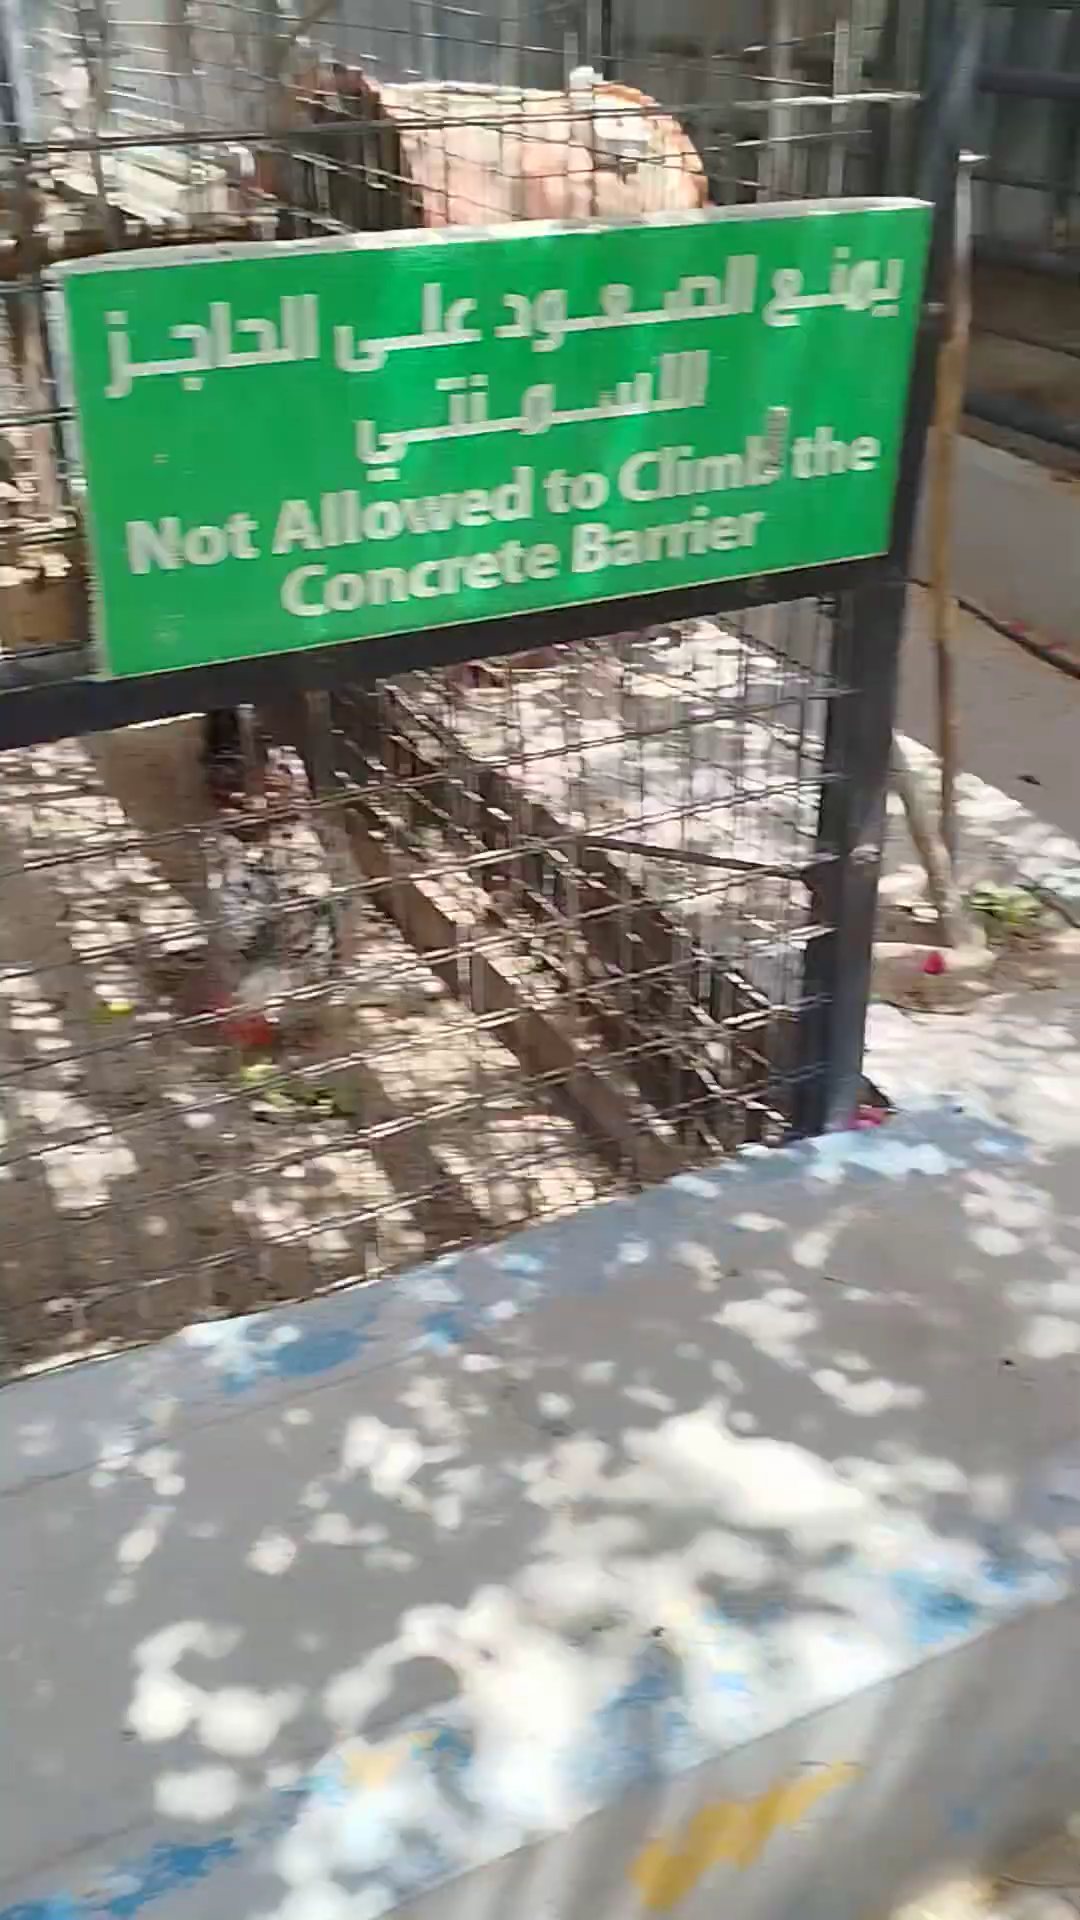 يمنع الصعود على الحاجز
الاسمنتي
Not Allowed to Climb the
Concrete Barrier